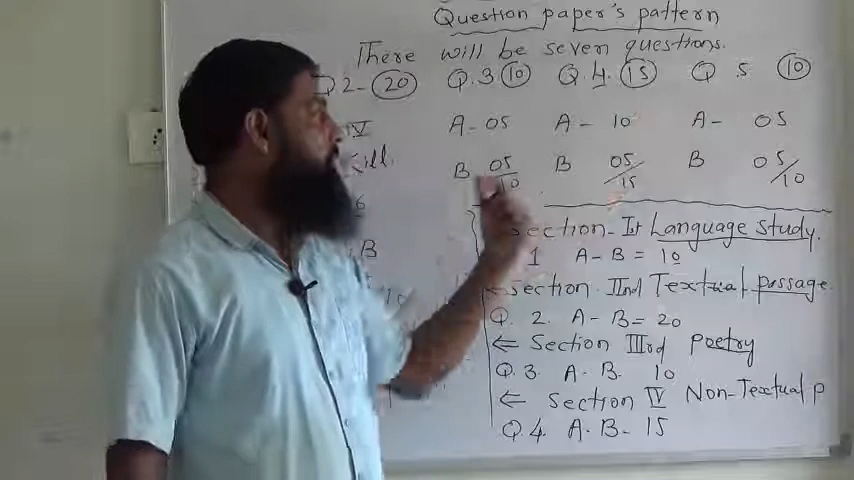 Question paper's pattern
There will be seven questions.
Q.2- 20 Q.3 10 Q.4. 15 Q 5 10
IV A- 05 A- 10 A- 05
B 05/10 B 05/15 B 05/10
6
B
Section-Ist Language study.
1 A-B = 10
← Section IInd Textual passage.
Q. 2. A-B=20
← Section IIIrd Poetry
Q.3 A.B. 10
← Section IV Non-Textual P
Q.4. A.B- 15